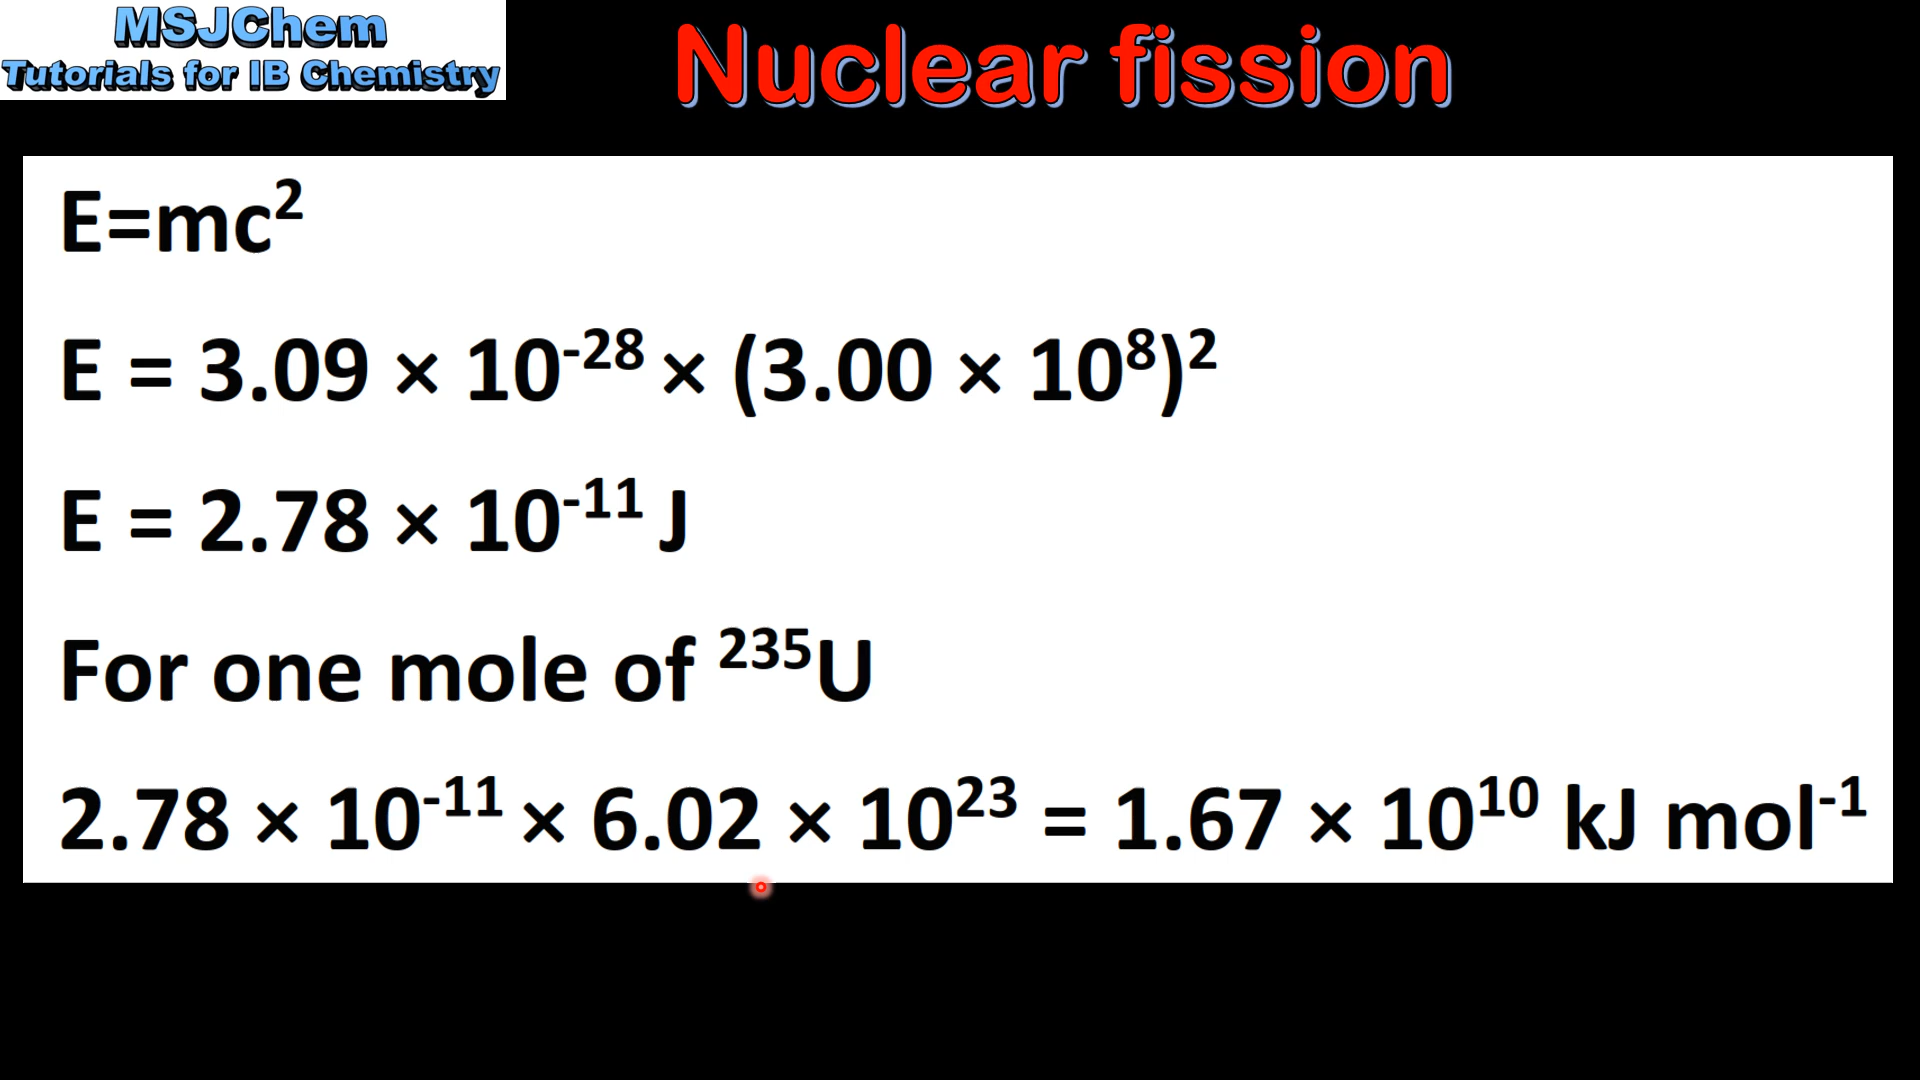 MSJChem
Tutorials for IB Chemistry
Nuclear fission
E=mc²
E = 3.09 × 10⁻²⁸ × (3.00 × 10⁸)²
E = 2.78 × 10⁻¹¹ J
For one mole of ²³⁵U
2.78 × 10⁻¹¹ × 6.02 × 10²³ = 1.67 × 10¹⁰ kJ mol⁻¹